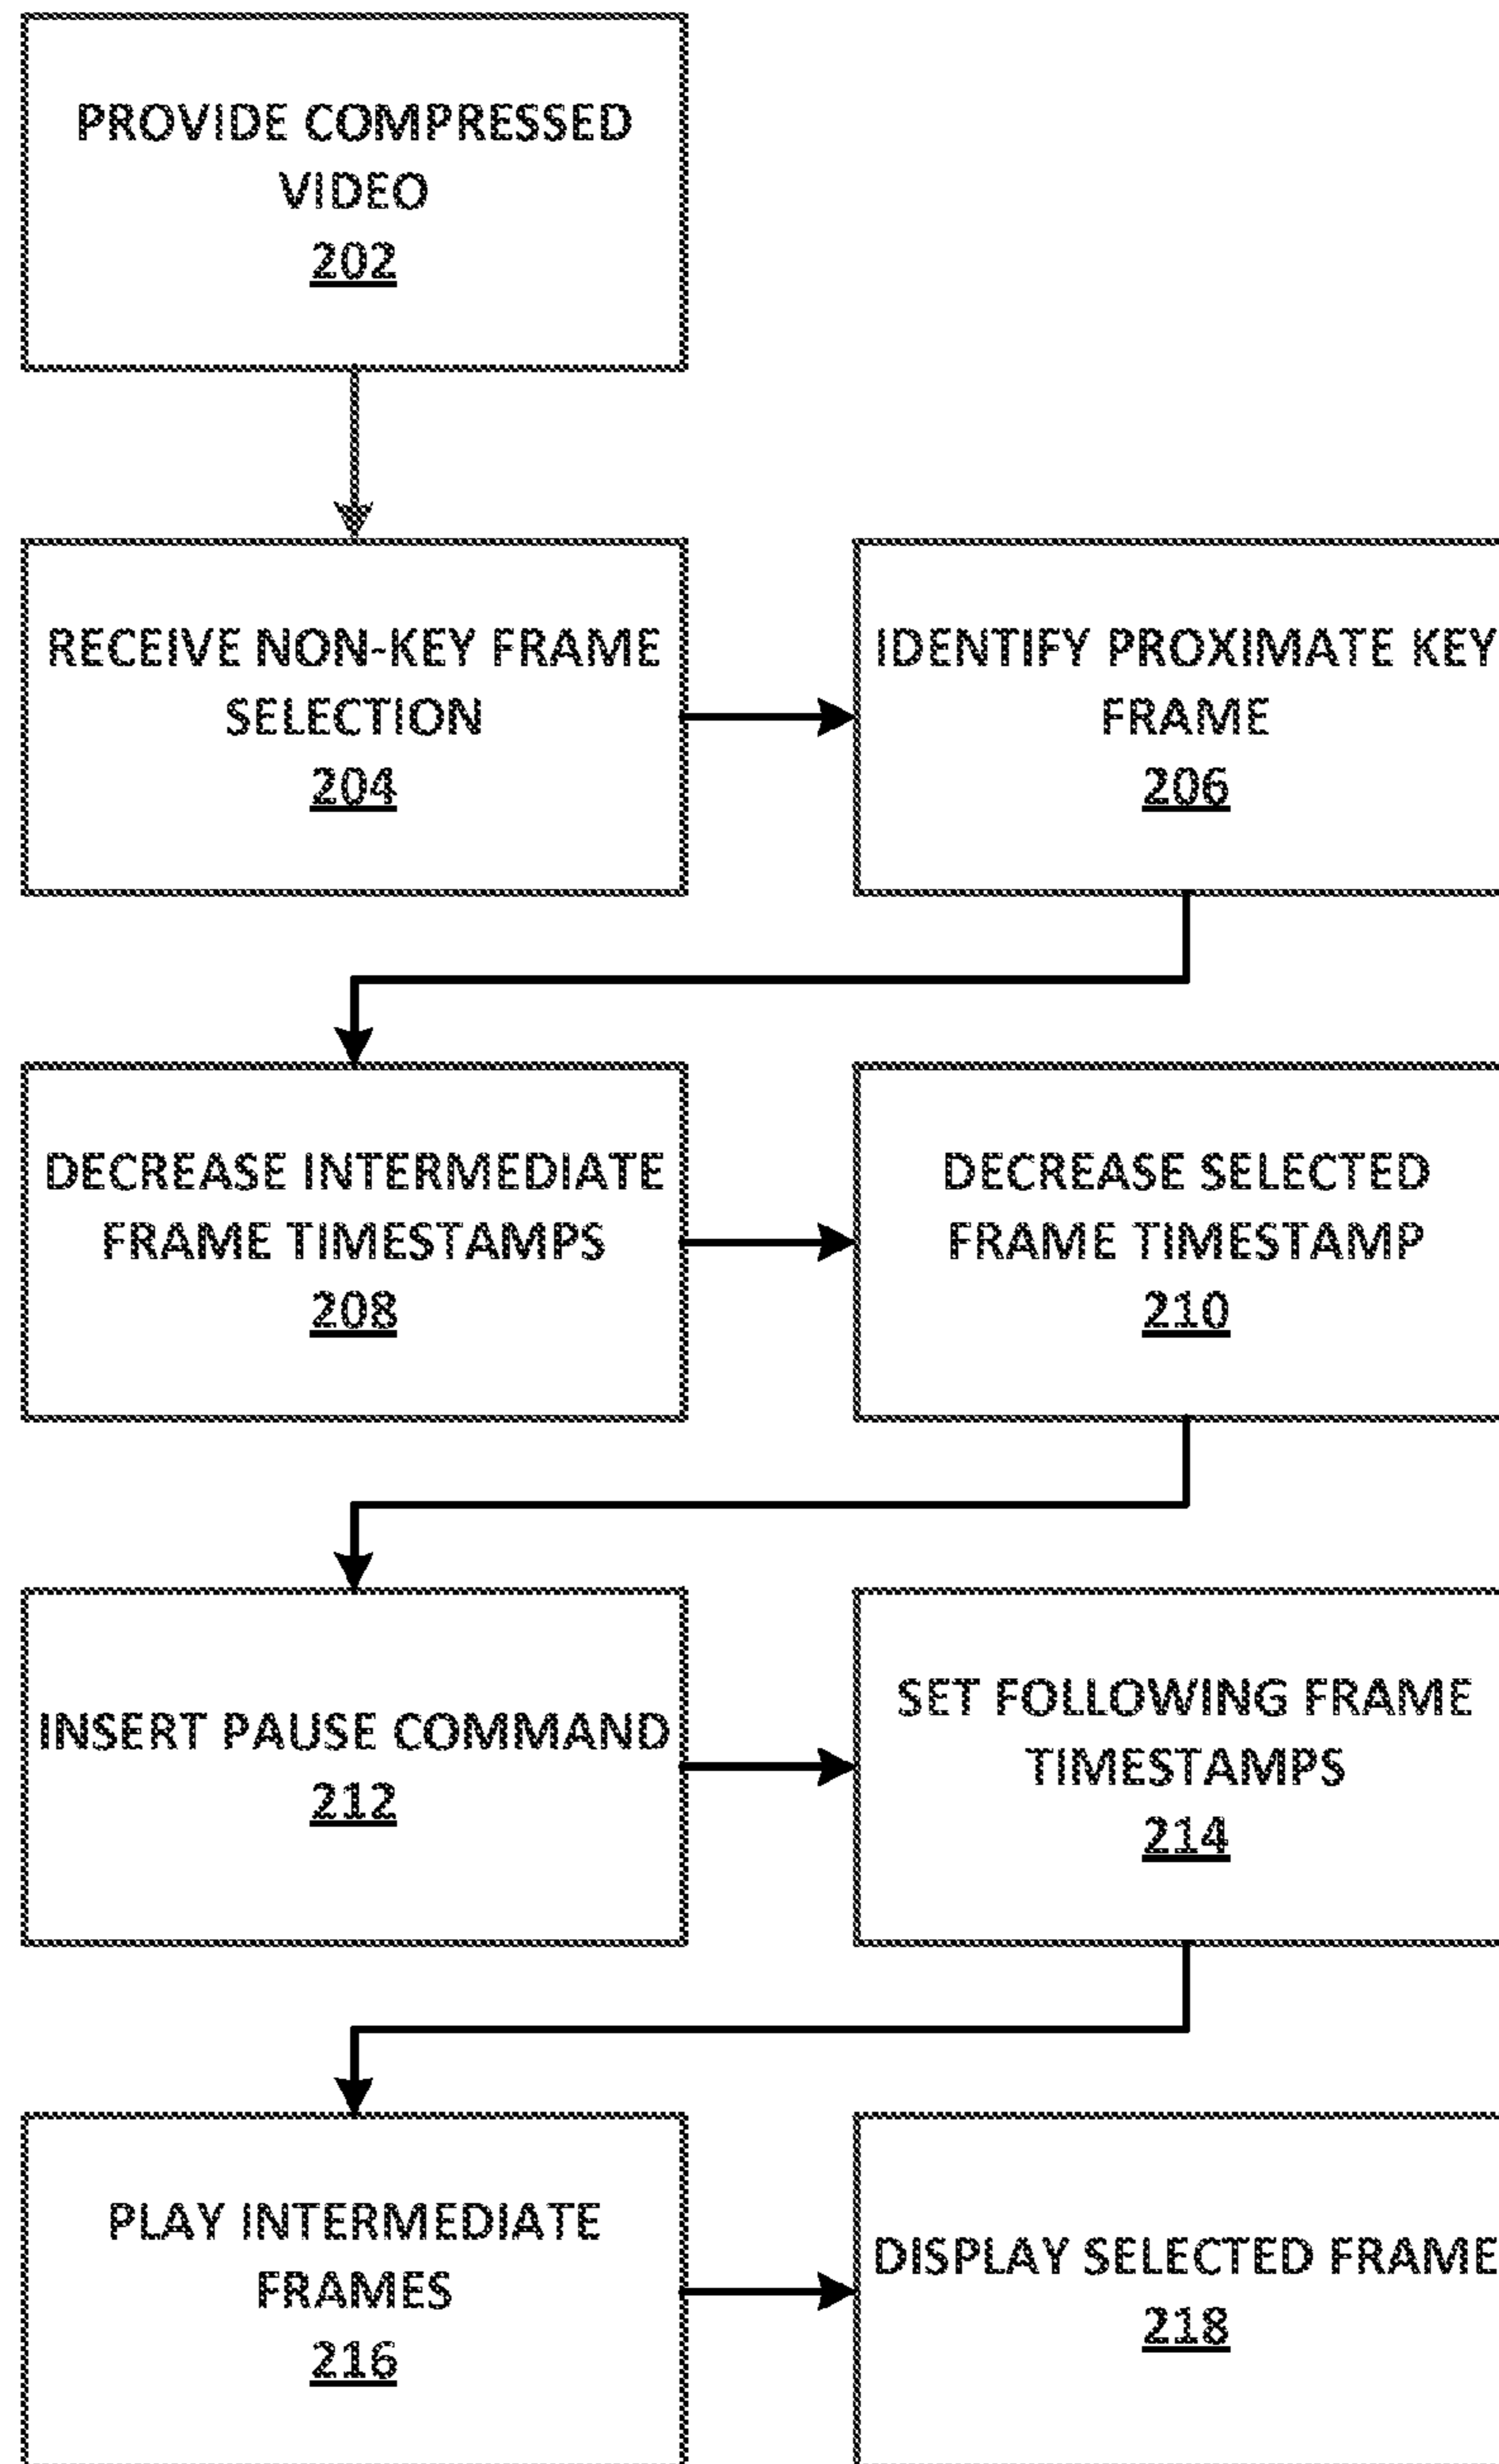 PROVIDE COMPRESSED
VIDEO
202
RECEIVE NON-KEY FRAME
SELECTION
204
IDENTIFY PROXIMATE KEY
FRAME
206
DECREASE INTERMEDIATE
FRAME TIMESTAMPS
208
DECREASE SELECTED
FRAME TIMESTAMP
210
INSERT PAUSE COMMAND
212
SET FOLLOWING FRAME
TIMESTAMPS
214
PLAY INTERMEDIATE
FRAMES
216
DISPLAY SELECTED FRAME
218